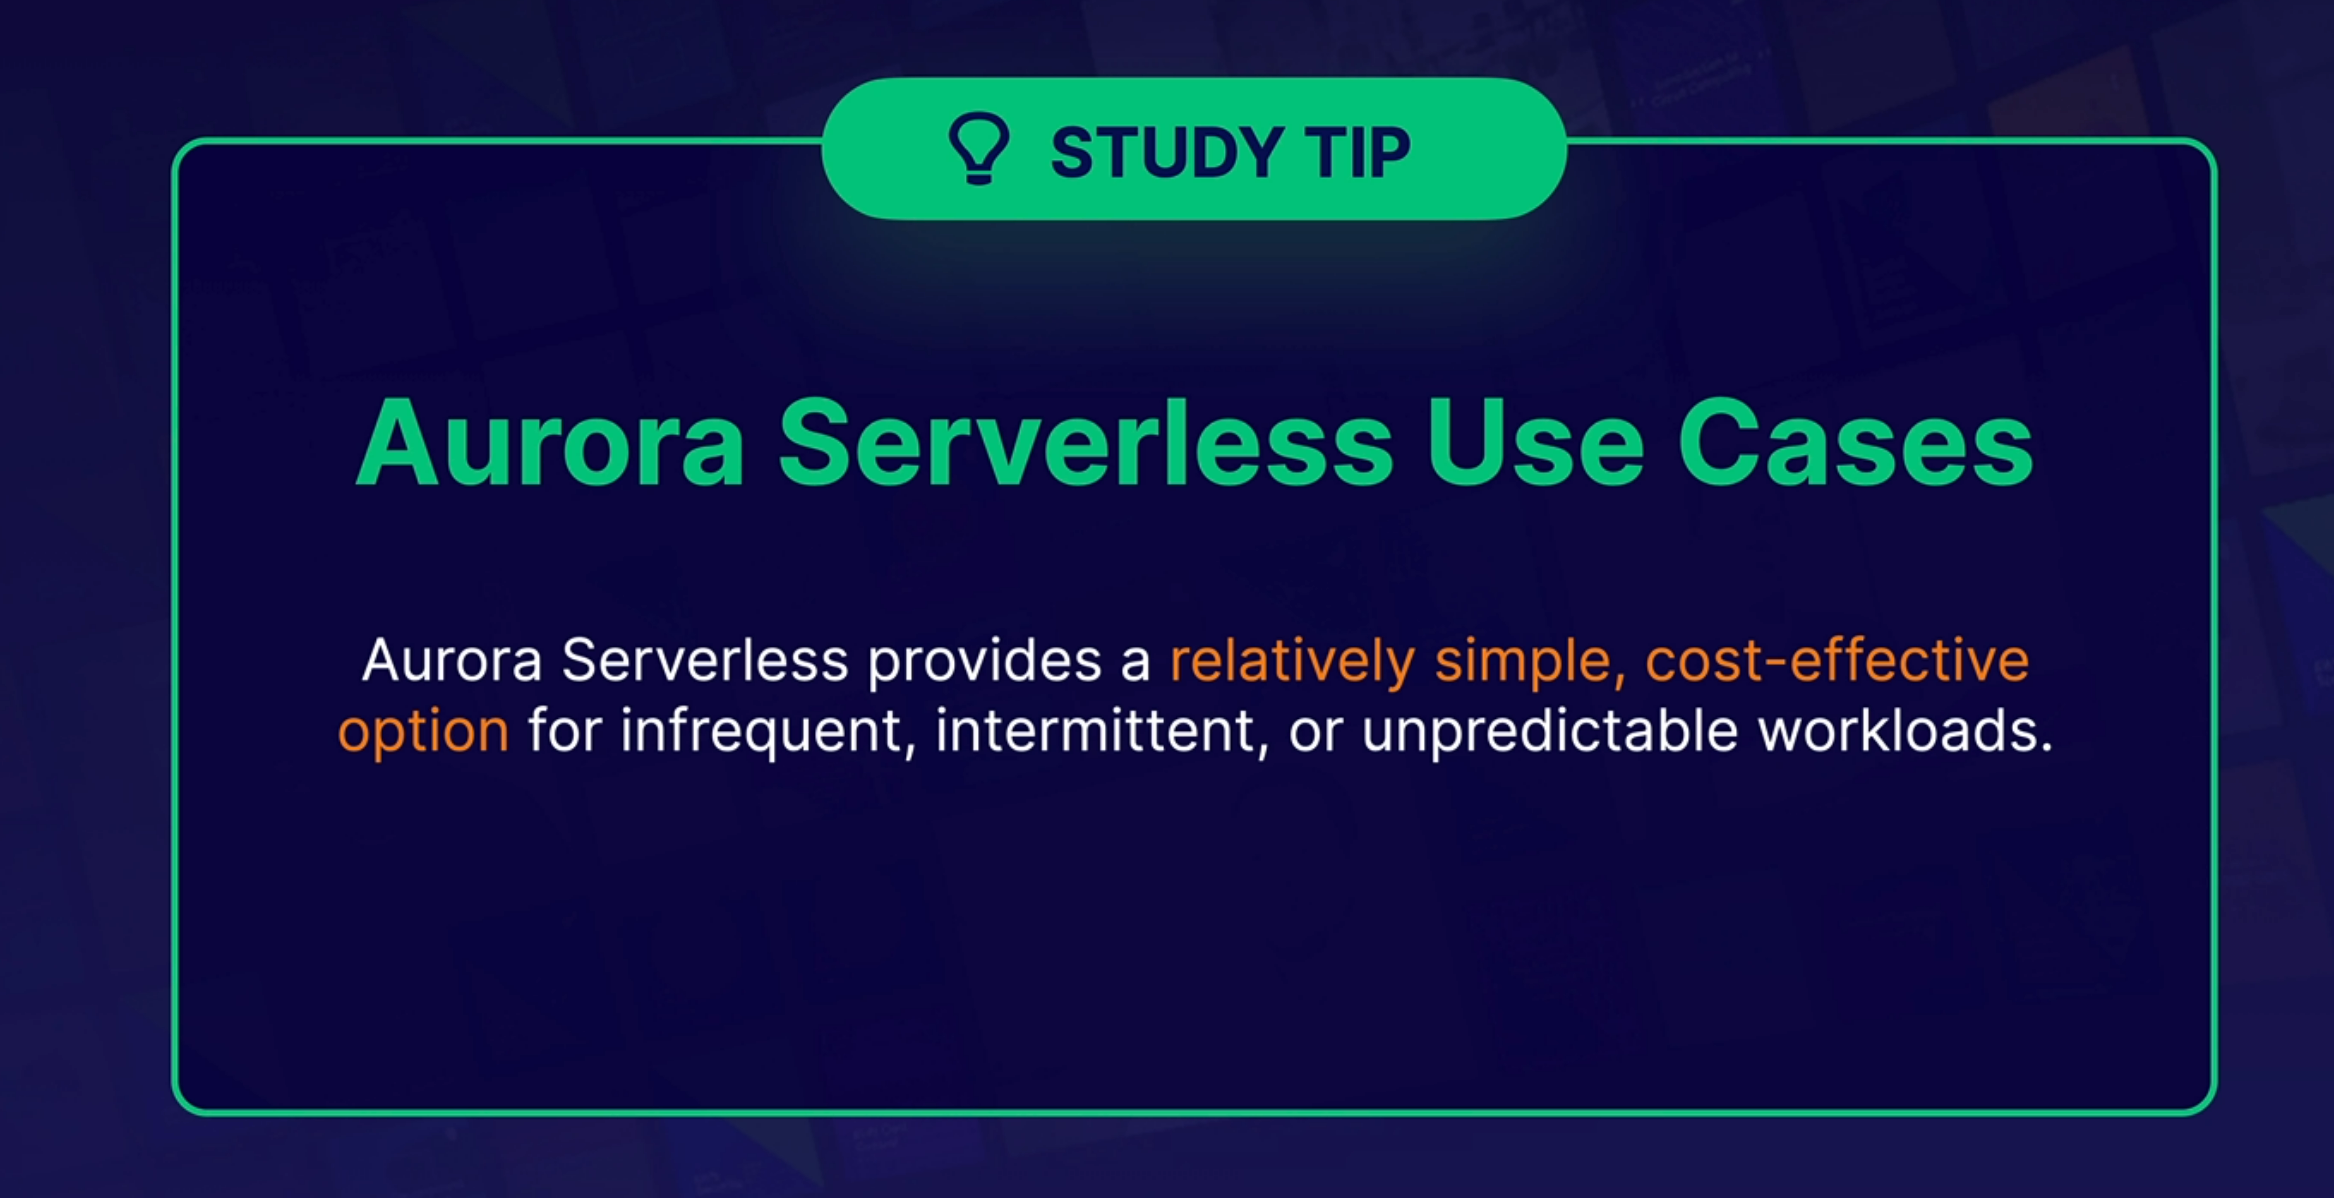 STUDY TIP
Aurora Serverless Use Cases
Aurora Serverless provides a relatively simple, cost-effective
option for infrequent, intermittent, or unpredictable workloads.